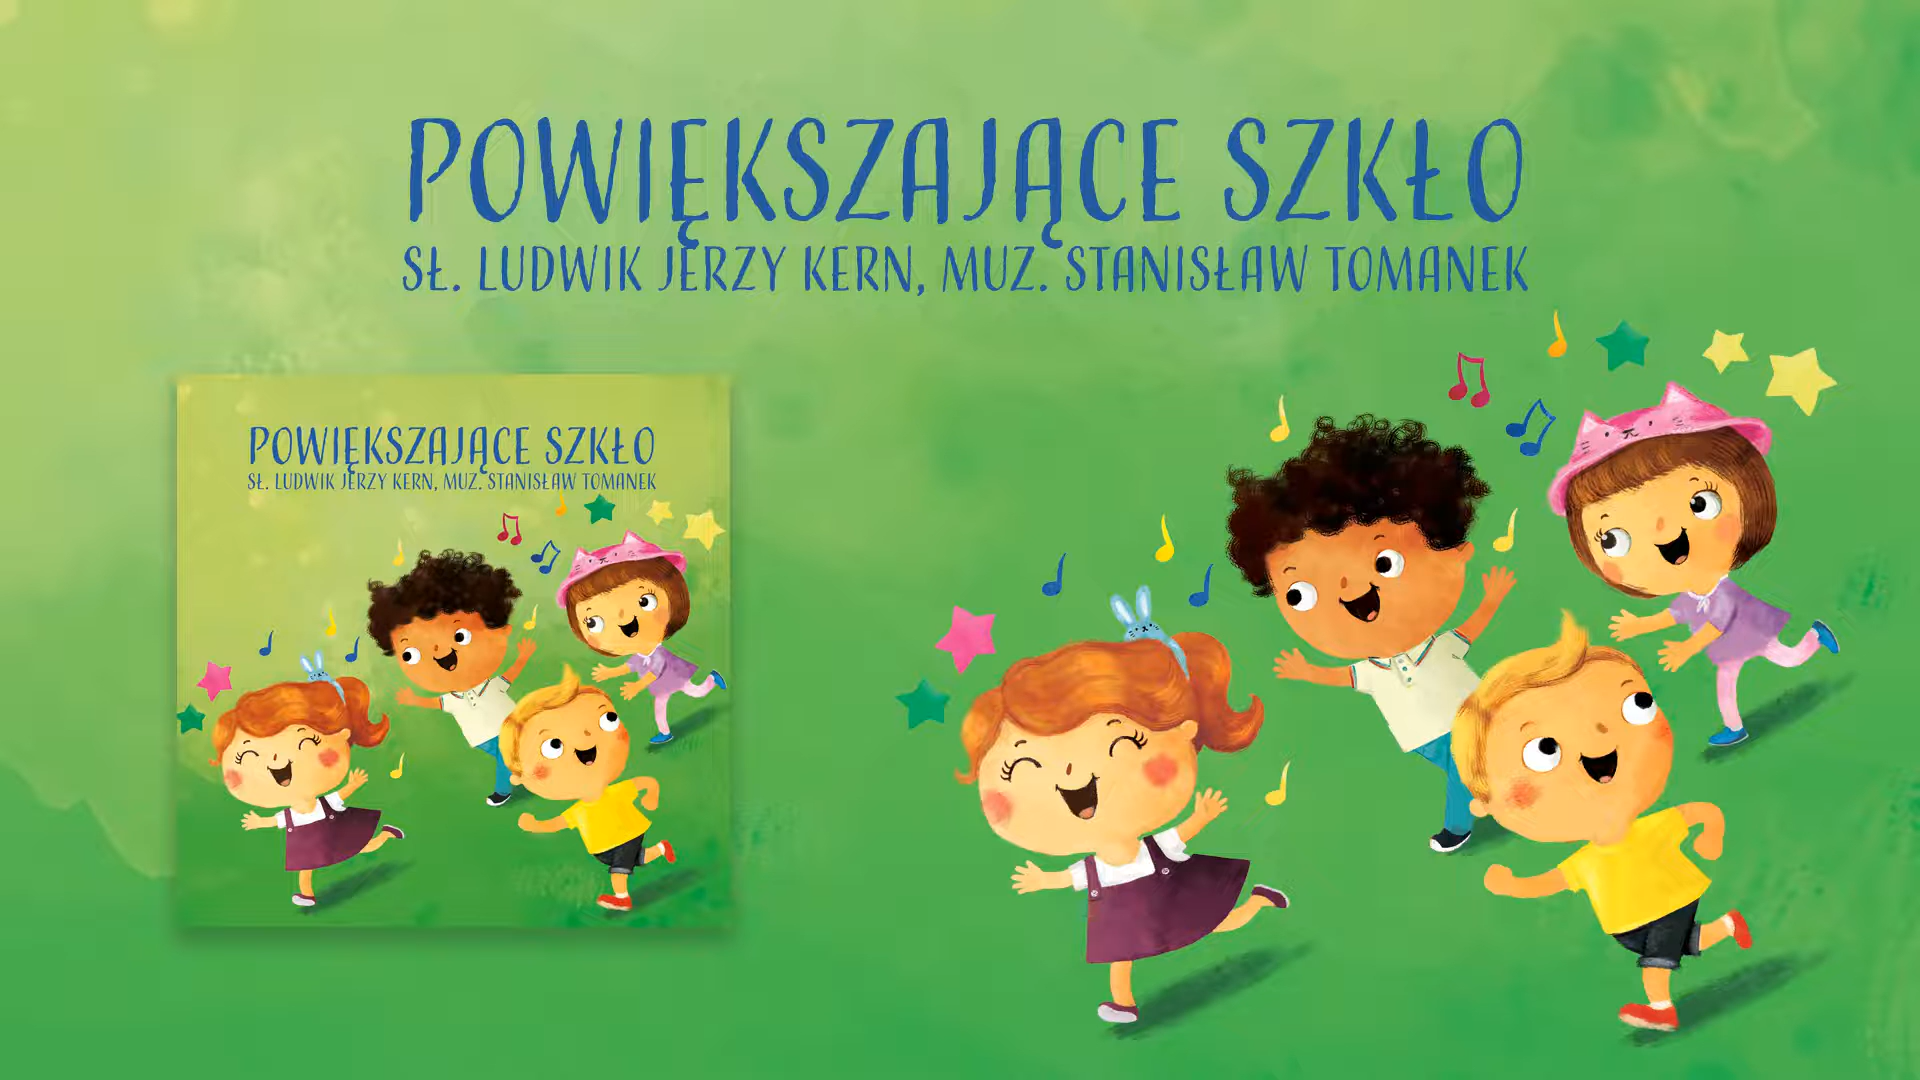 POWIĘKSZAJĄCE SZKŁO
SŁ. LUDWIK JERZY KERN, MUZ. STANISŁAW TOMANEK
POWIĘKSZAJĄCE SZKŁO
SŁ. LUDWIK JERZY KERN, MUZ. STANISŁAW TOMANEK